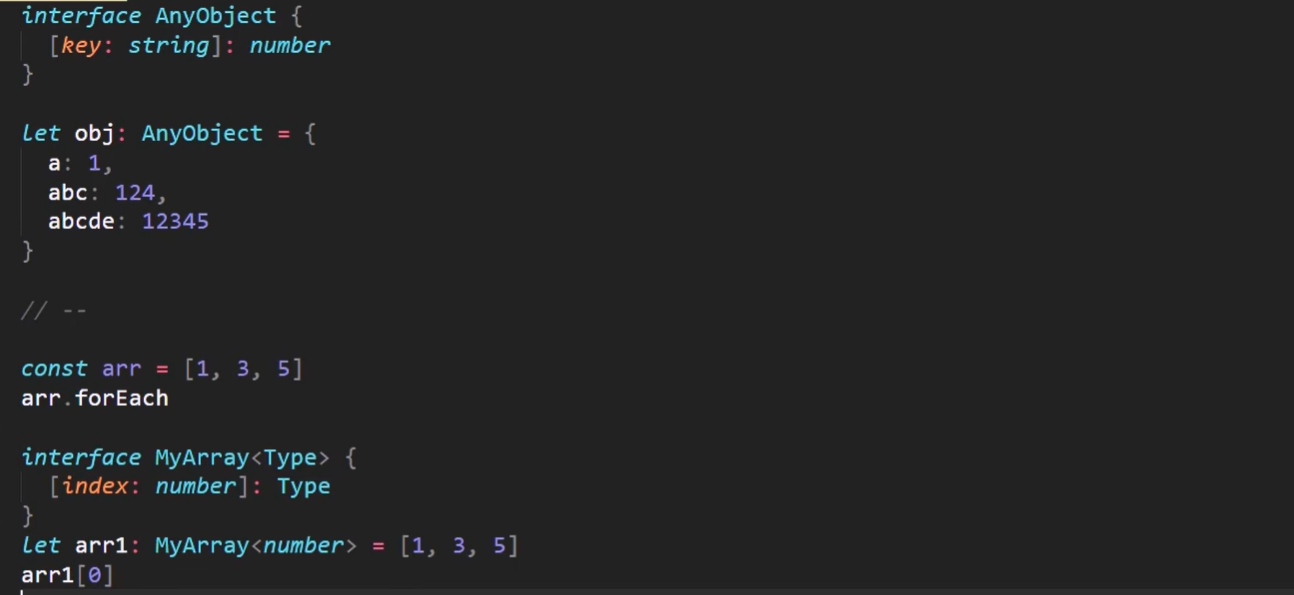 interface AnyObject {
  [key: string]: number
}
let obj: AnyObject = {
  a: 1,
  abc: 124,
  abcde: 12345
}
// --
const arr = [1, 3, 5]
arr.forEach
interface MyArray<Type> {
  [index: number]: Type
}
let arr1: MyArray<number> = [1, 3, 5]
arr1[0]